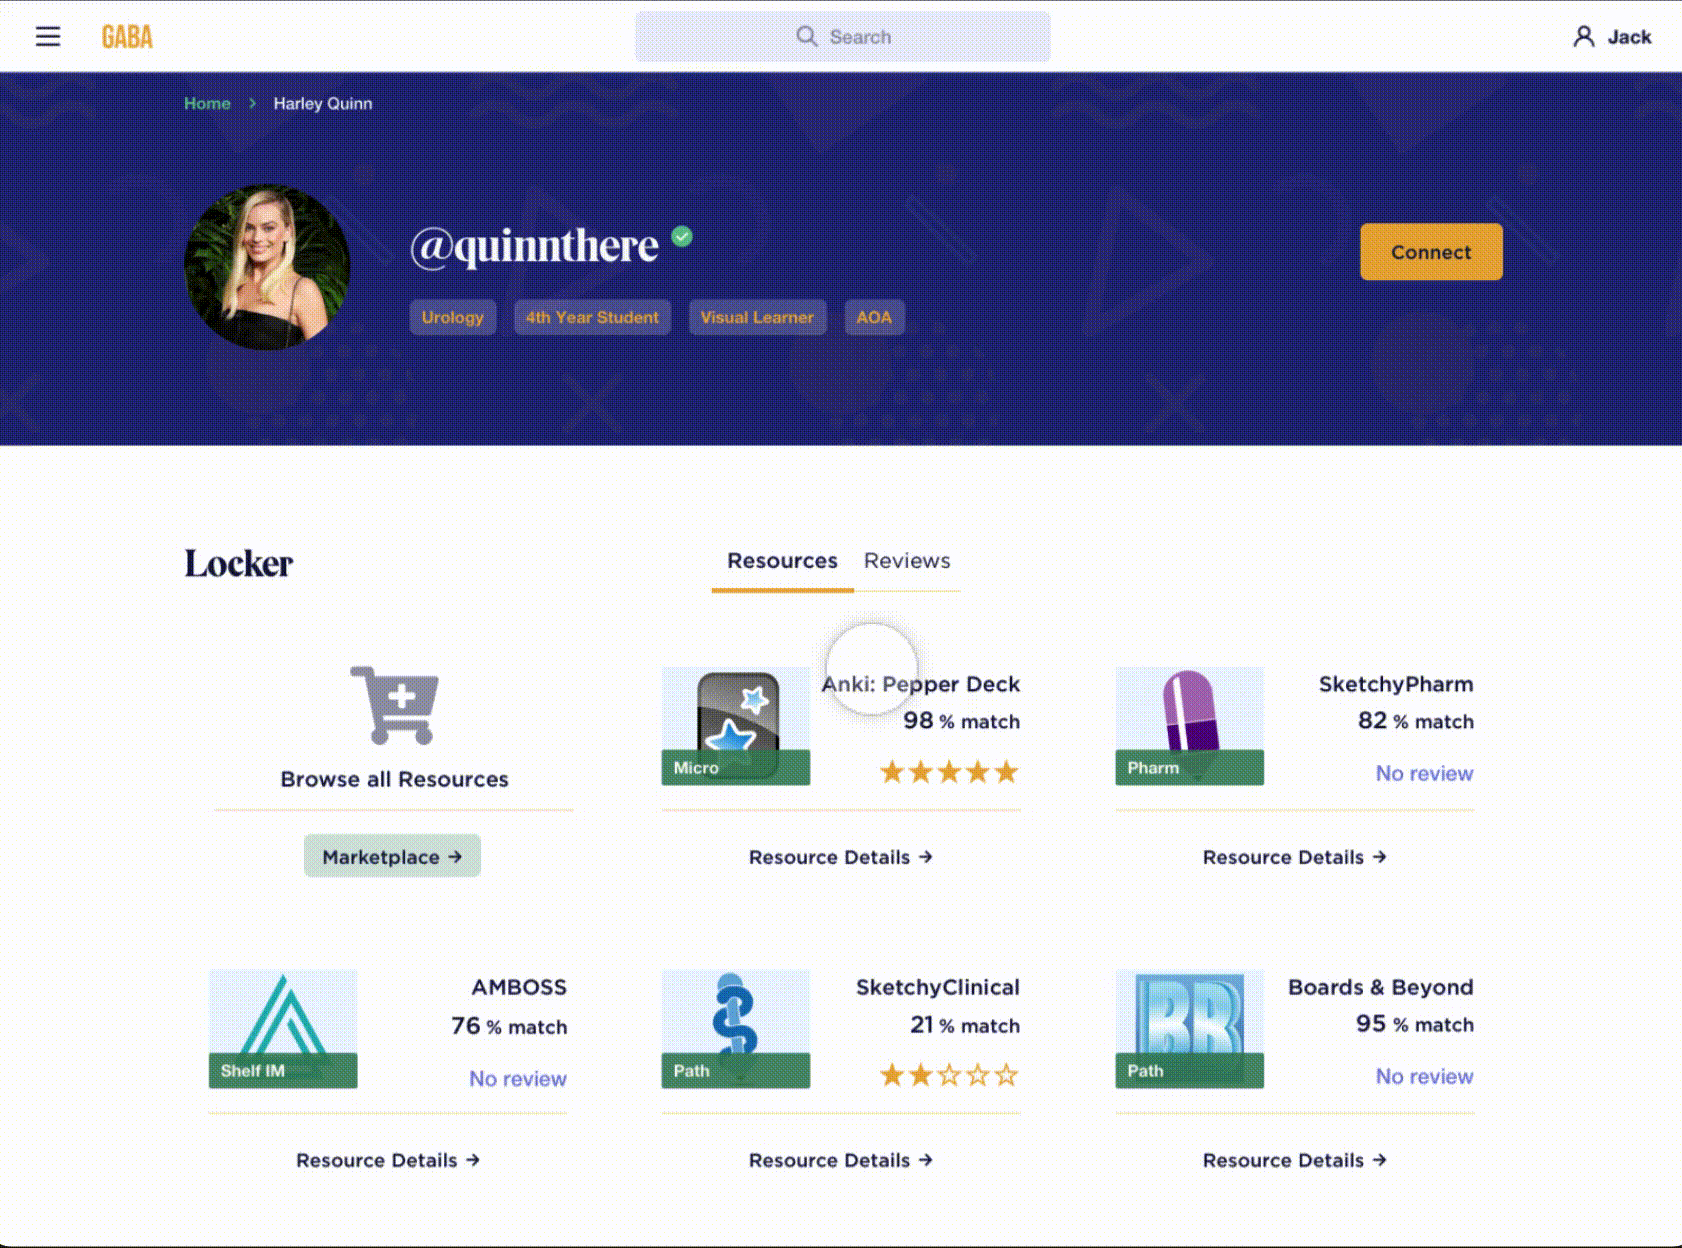 GABA
Search
Jack
Home > Harley Quinn
@quinnthere
Connect
Urology
4th Year Student
Visual Learner
AOA
Locker
Resources
Reviews
Browse all Resources
Marketplace →
Micro
Anki: Pepper Deck
98 % match
Resource Details →
Pharm
SketchyPharm
82 % match
No review
Resource Details →
Shelf IM
AMBOSS
76 % match
No review
Resource Details →
Path
SketchyClinical
21 % match
Resource Details →
BB
Path
Boards & Beyond
95 % match
No review
Resource Details →